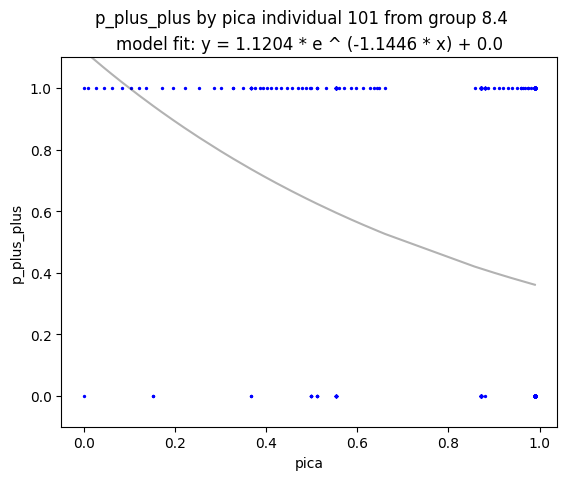 p_plus_plus by pica individual 101 from group 8.4
model fit: y = 1.1204 * e ^ (-1.1446 * x) + 0.0
1.0
0.8
0.6
0.4
0.2
0.0
p_plus_plus
0.0 0.2 0.4 0.6 0.8 1.0
pica